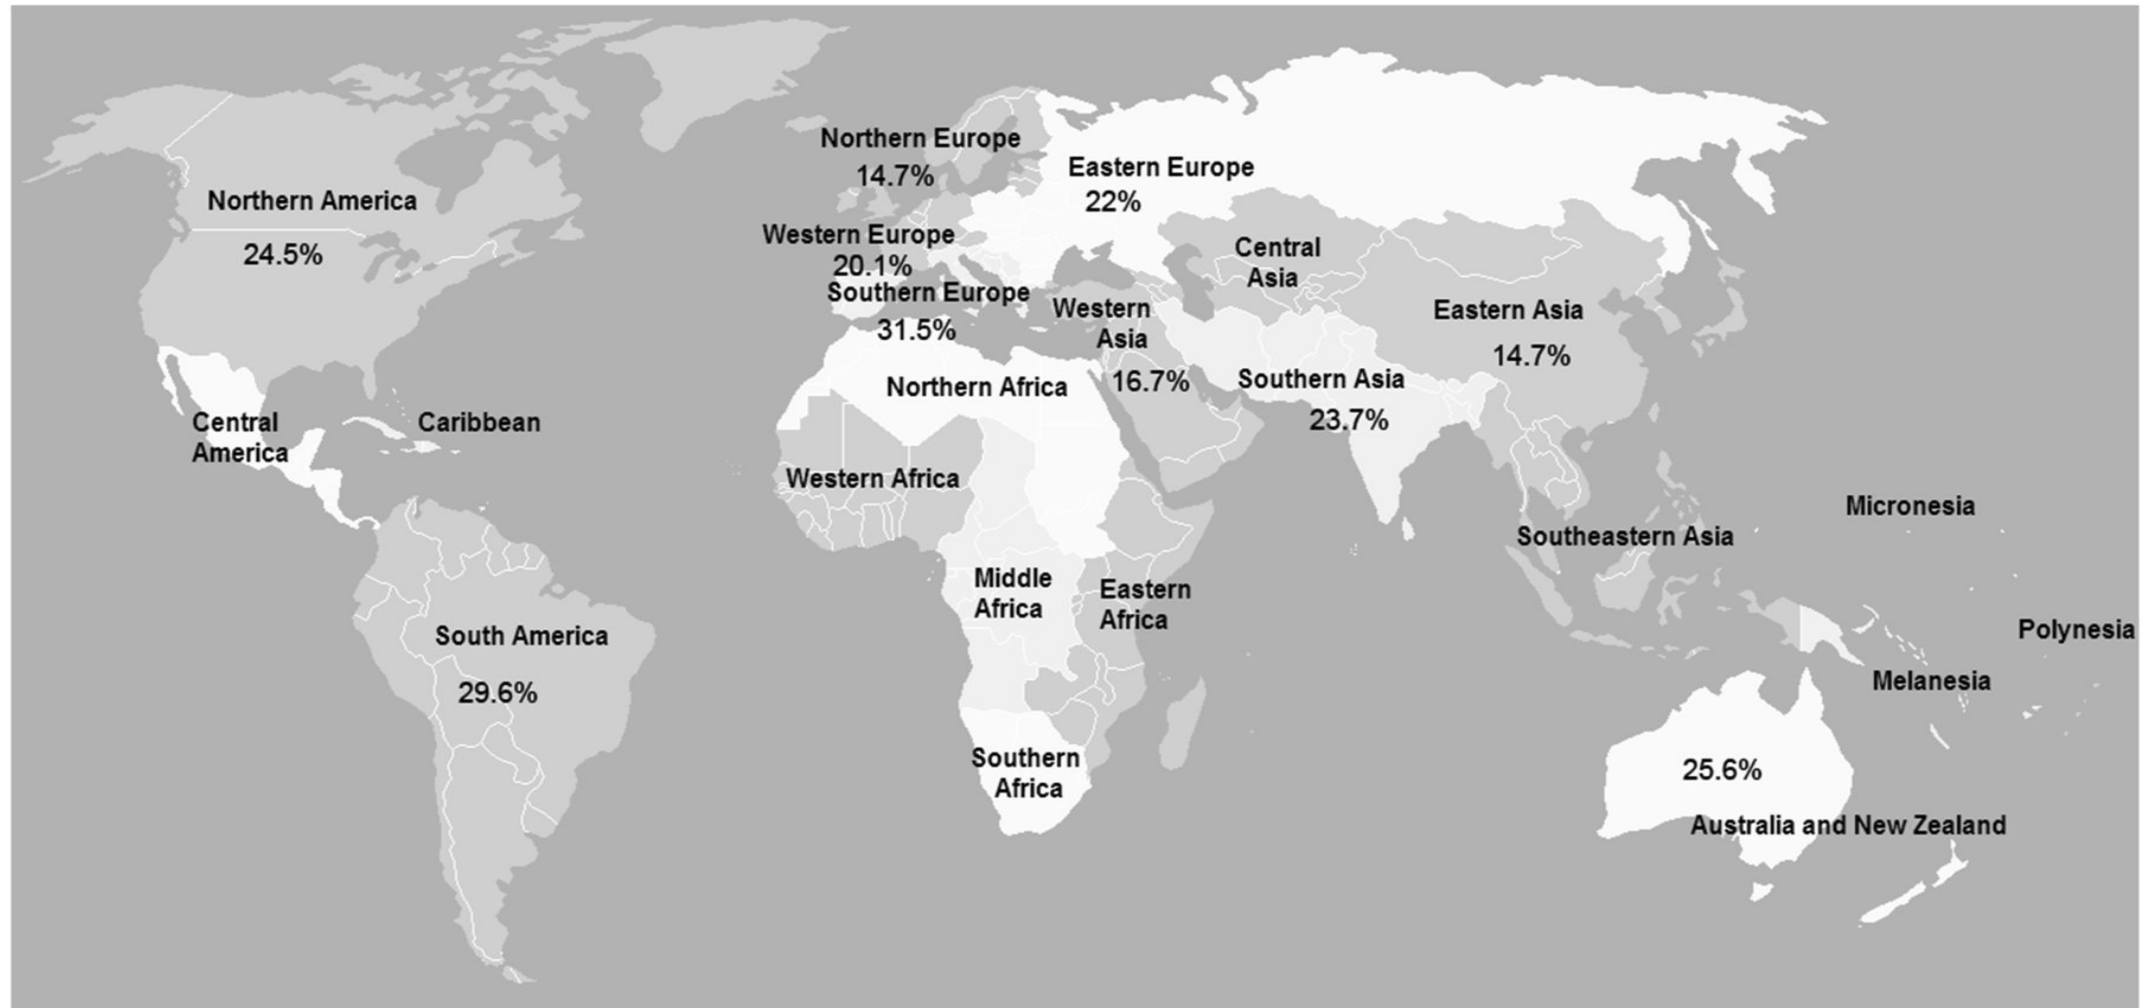 Northern Europe
14.7%
Eastern Europe
22%
Northern America
24.5%
Western Europe
20.1%
Southern Europe
31.5%
Central
Asia
Western
Asia
16.7%
Eastern Asia
14.7%
Southern Asia
23.7%
Northern Africa
Central
America
Caribbean
Western Africa
Micronesia
Southeastern Asia
Middle
Africa
Eastern
Africa
South America
29.6%
Polynesia
Melanesia
Southern
Africa
25.6%
Australia and New Zealand